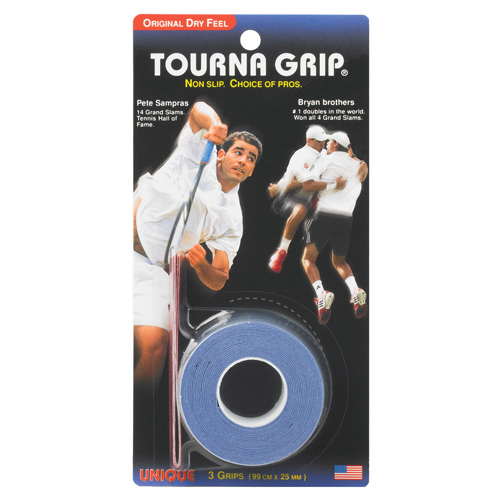 ORIGINAL DRY FEEL
TOURNA GRIP®
NON SLIP. CHOICE OF PROS.
Pete Sampras
14 Grand Slams.
Tennis Hall of
Fame.
Bryan brothers
# 1 doubles in the world.
Won all 4 Grand Slams.
UNIQUE
3 GRIPS (99 CM X 25 MM)